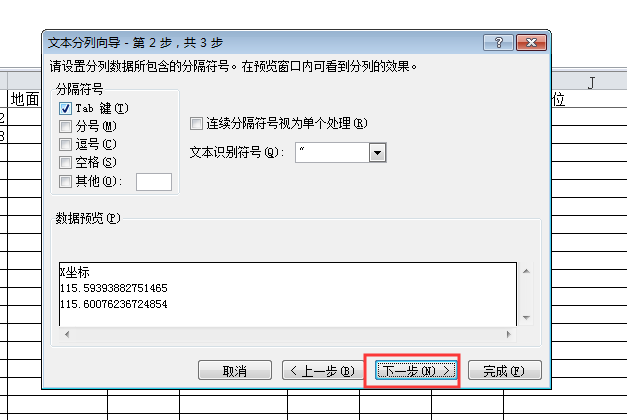 文本分列向导 - 第 2 步，共 3 步
请设置分列数据所包含的分隔符号。在预览窗口内可看到分列的效果。
J
地面
位
2
8
分隔符号
Tab 键(T)
分号(M)
逗号(C)
空格(S)
其他(O):
连续分隔符号视为单个处理(R)
文本识别符号(Q): "
数据预览(P)
X坐标
115.59393882751465
115.60076236724854
取消
< 上一步(B)
下一步(N) >
完成(F)